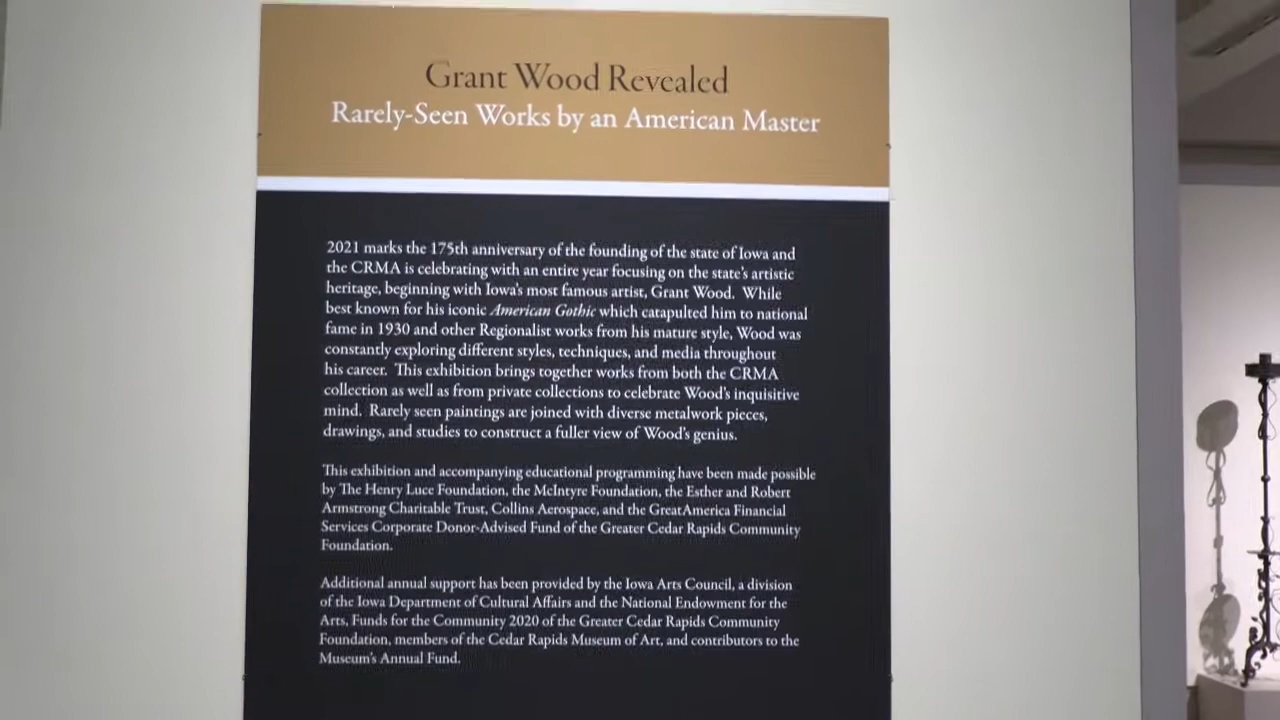 Grant Wood Revealed
Rarely-Seen Works by an American Master
2021 marks the 175th anniversary of the founding of the state of Iowa and
the CRMA is celebrating with an entire year focusing on the state's artistic
heritage, beginning with Iowa's most famous artist, Grant Wood. While
best known for his iconic American Gothic which catapulted him to national
fame in 1930 and other Regionalist works from his mature style, Wood was
constantly exploring different styles, techniques, and media throughout
his career. This exhibition brings together works from both the CRMA
collection as well as from private collections to celebrate Wood's inquisitive
mind. Rarely seen paintings are joined with diverse metalwork pieces,
drawings, and studies to construct a fuller view of Wood's genius.
This exhibition and accompanying educational programming have been made possible
by The Henry Luce Foundation, the McIntyre Foundation, the Esther and Robert
Armstrong Charitable Trust, Collins Aerospace, and the GreatAmerica Financial
Services Corporate Donor-Advised Fund of the Greater Cedar Rapids Community
Foundation.
Additional annual support has been provided by the Iowa Arts Council, a division
of the Iowa Department of Cultural Affairs and the National Endowment for the
Arts, Funds for the Community 2020 of the Greater Cedar Rapids Community
Foundation, members of the Cedar Rapids Museum of Art, and contributors to the
Museum's Annual Fund.